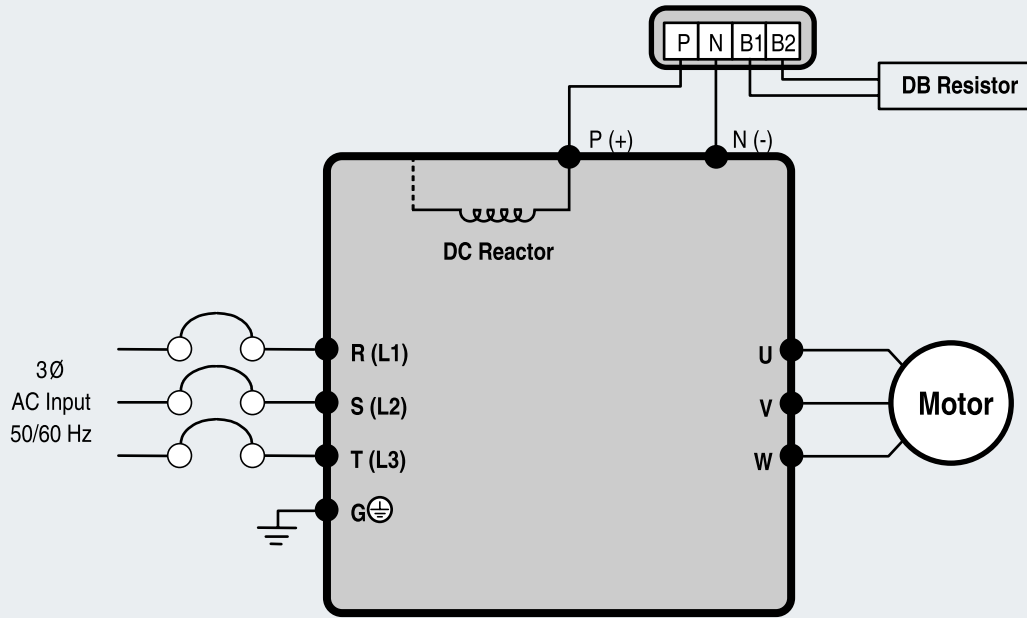 P N B1 B2
DB Resistor
P (+)
N (-)
DC Reactor
3Ø
AC Input
50/60 Hz
R (L1)
S (L2)
T (L3)
G
U
V
W
Motor